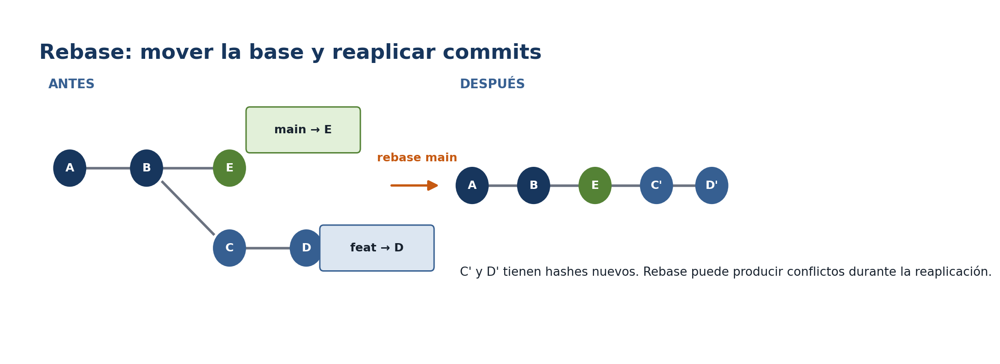 Rebase: mover la base y reaplicar commits
ANTES
DESPUÉS
main → E
rebase main
A
B
E
A
B
E
C'
D'
C
D
feat → D
C' y D' tienen hashes nuevos. Rebase puede producir conflictos durante la reaplicación.